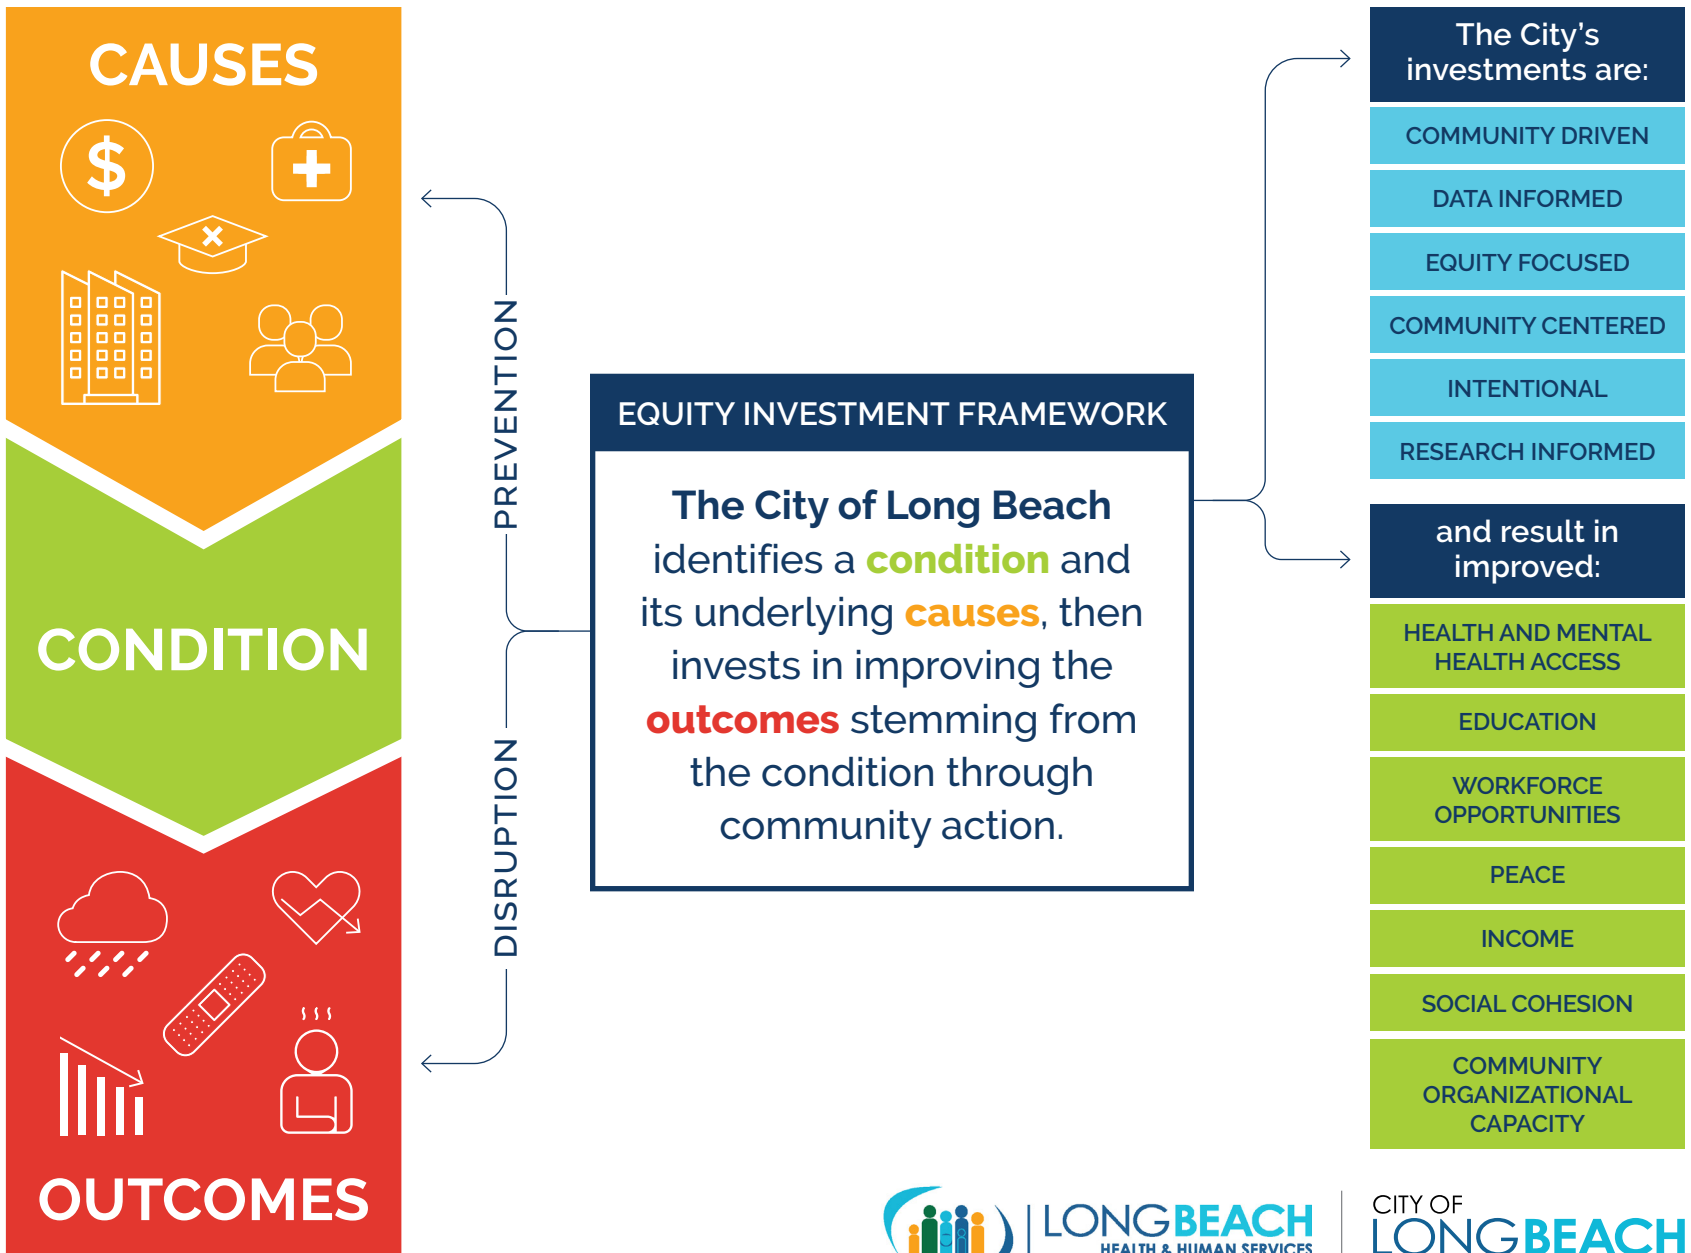 CAUSES
$
CONDITION
OUTCOMES
PREVENTION
DISRUPTION
EQUITY INVESTMENT FRAMEWORK
The City of Long Beach
identifies a condition and
its underlying causes, then
invests in improving the
outcomes stemming from
the condition through
community action.
The City's
investments are:
COMMUNITY DRIVEN
DATA INFORMED
EQUITY FOCUSED
COMMUNITY CENTERED
INTENTIONAL
RESEARCH INFORMED
and result in
improved:
HEALTH AND MENTAL
HEALTH ACCESS
EDUCATION
WORKFORCE
OPPORTUNITIES
PEACE
INCOME
SOCIAL COHESION
COMMUNITY
ORGANIZATIONAL
CAPACITY
LONGBEACH
HEALTH & HUMAN SERVICES
CITY OF
LONGBEACH